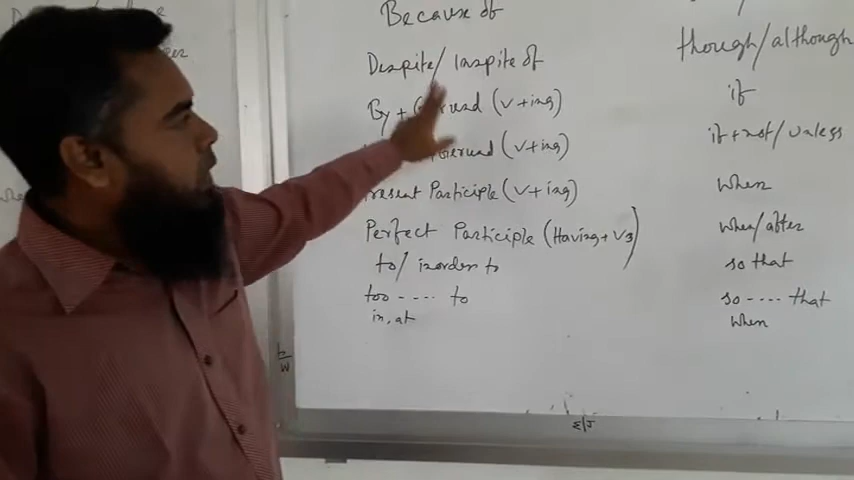 Because of
Despite/ Inspite of though/although
By + Gerund (V+ing) if
Gerund (V+ing) if+not/unless
Present Participle (V+ing) when
Perfect Participle (Having+V3) when/after
to/ inorder to so that
too ---- to so ---- that
in, at when